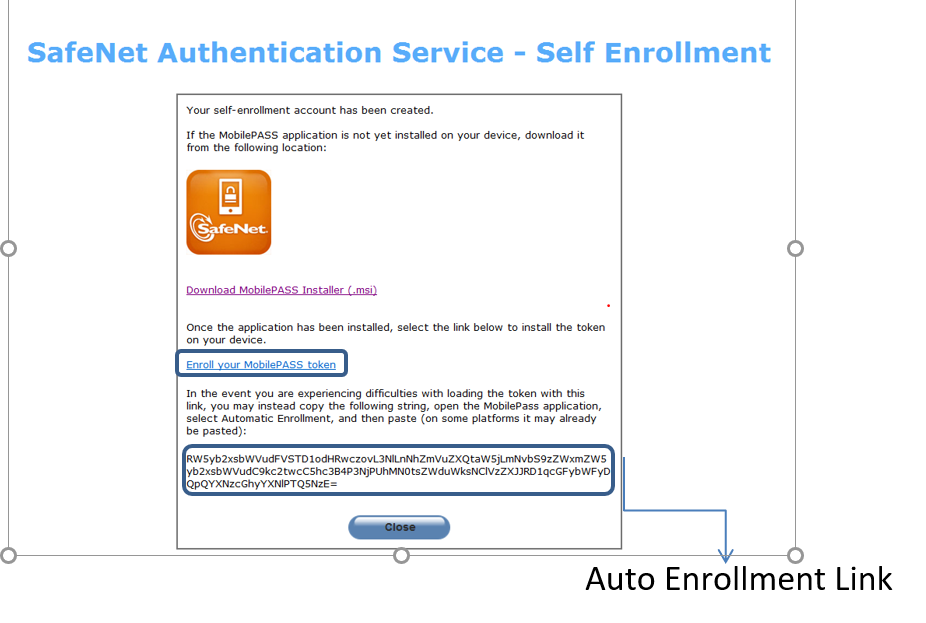 SafeNet Authentication Service - Self Enrollment
Your self-enrollment account has been created.
If the MobilePASS application is not yet installed on your device, download it
from the following location:
SafeNet.
Download MobilePASS Installer (.msi)
Once the application has been installed, select the link below to install the token
on your device.
Enroll your MobilePASS token
In the event you are experiencing difficulties with loading the token with this
link, you may instead copy the following string, open the MobilePass application,
select Automatic Enrollment, and then paste (on some platforms it may already
be pasted):
RW5yb2xsbWVudFVSTD1odHRwczovL3NlLnNhZmVuZXQtaW5jLmNvbS9zZWxmZW5
yb2xsbWVudC9kc2twcC5hc3B4P3NjPUhMN0tsZWduWksNClVzZXJJRD1qcGFybWFyD
QpQYXNzcGhyYXNlPTQ5NzE=
Close
Auto Enrollment Link